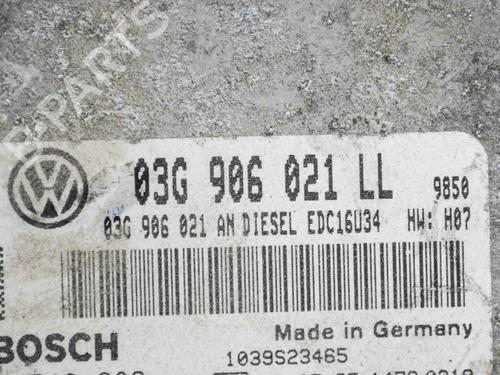 B-PARTS
03G 906 021 LL 9850
03G 906 021 AN DIESEL EDC16U34 HW: H07
BOSCH
Made in Germany
1039S23465